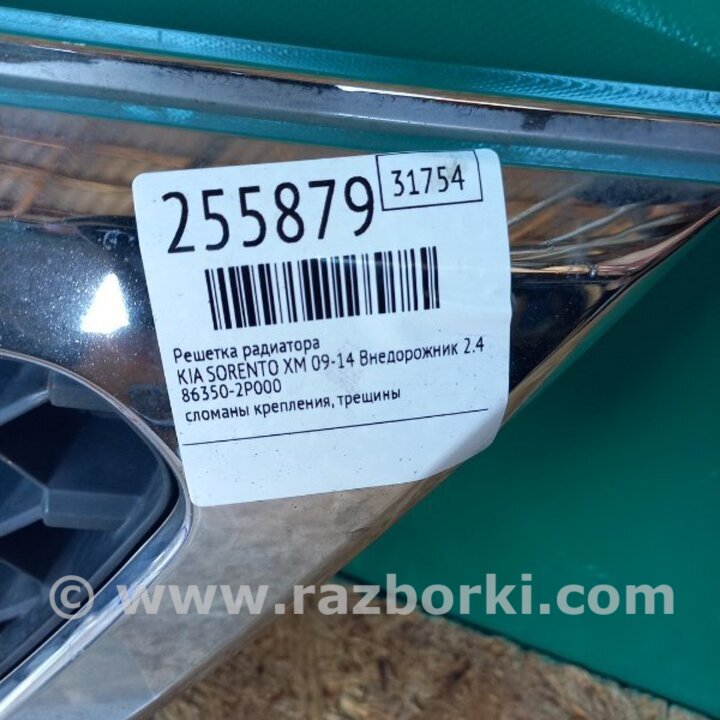 255879
31754
Решетка радиатора
KIA SORENTO XM 09-14 Внедорожник 2.4
86350-2P000
сломаны крепления, трещины
© www.razborki.com